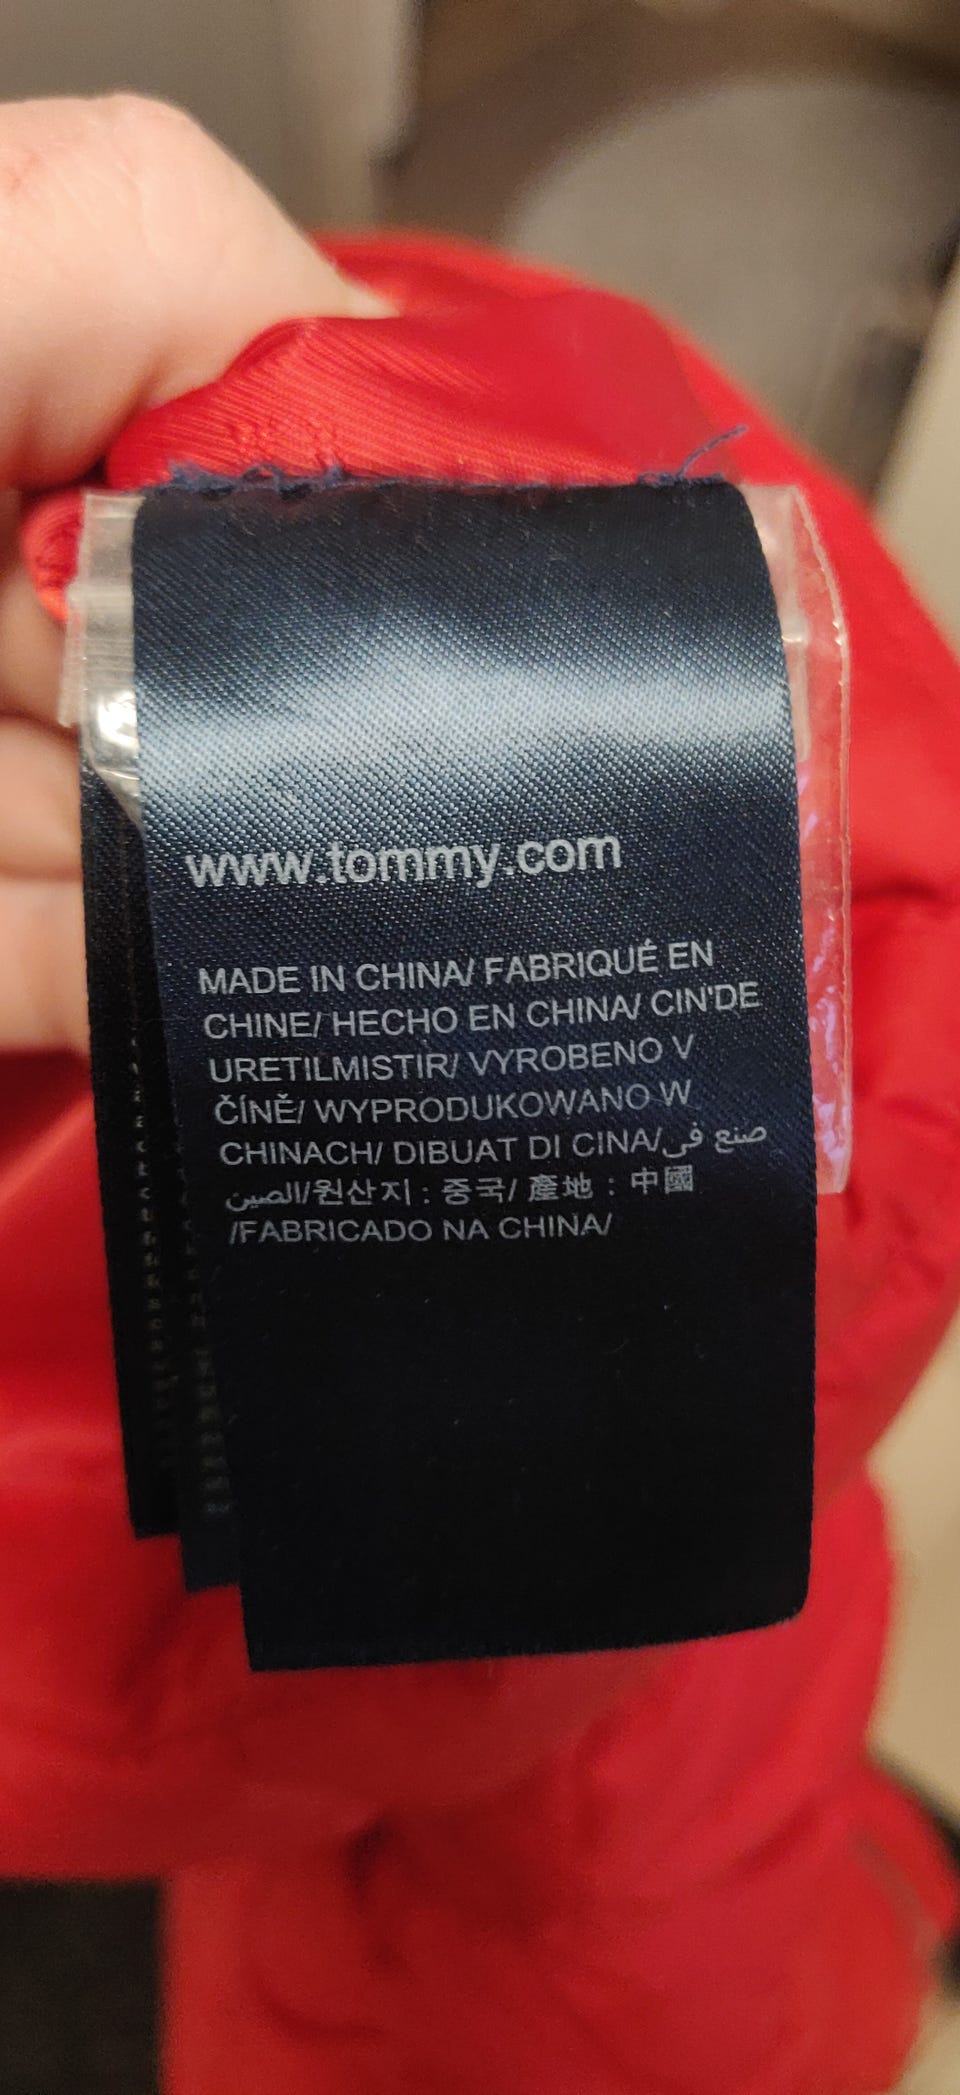 www.tommy.com
MADE IN CHINA/ FABRIQUÉ EN
CHINE/ HECHO EN CHINA/ CIN'DE
URETILMISTIR/ VYROBENO V
ČÍNĚ/ WYPRODUKOWANO W
CHINACH/ DIBUAT DI CINA/صنع في
الصين/원산지 : 중국/ 產地 : 中國
/FABRICADO NA CHINA/